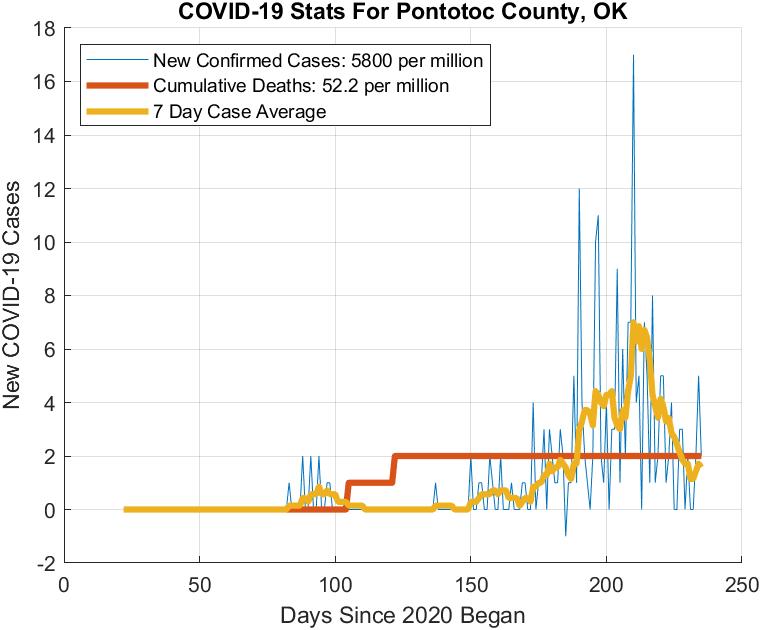 COVID-19 Stats For Pontotoc County, OK
18
16
14
12
10
8
6
4
2
0
-2
New COVID-19 Cases
New Confirmed Cases: 5800 per million
Cumulative Deaths: 52.2 per million
7 Day Case Average
0 50 100 150 200 250
Days Since 2020 Began